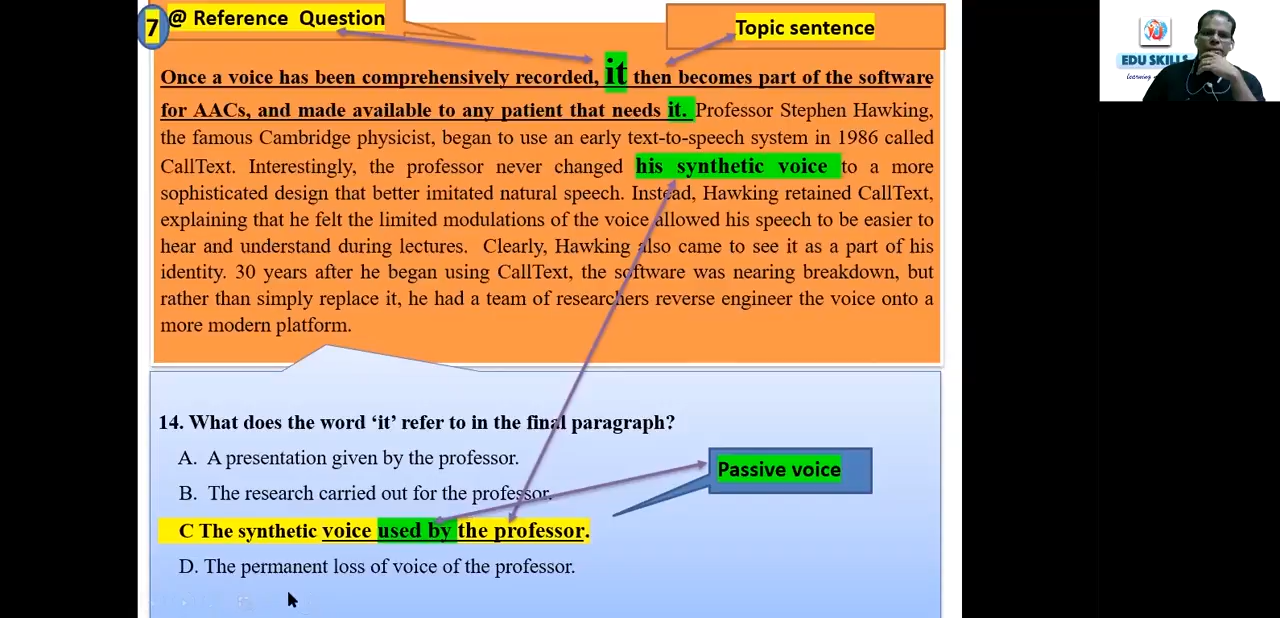 7
@ Reference Question
Topic sentence
Once a voice has been comprehensively recorded, it then becomes part of the software
for AACs, and made available to any patient that needs it. Professor Stephen Hawking,
the famous Cambridge physicist, began to use an early text-to-speech system in 1986 called
CallText. Interestingly, the professor never changed his synthetic voice to a more
sophisticated design that better imitated natural speech. Instead, Hawking retained CallText,
explaining that he felt the limited modulations of the voice allowed his speech to be easier to
hear and understand during lectures. Clearly, Hawking also came to see it as a part of his
identity. 30 years after he began using CallText, the software was nearing breakdown, but
rather than simply replace it, he had a team of researchers reverse engineer the voice onto a
more modern platform.
14. What does the word ‘it’ refer to in the final paragraph?
A. A presentation given by the professor.
B. The research carried out for the professor.
C The synthetic voice used by the professor.
D. The permanent loss of voice of the professor.
Passive voice
EDU SKILLS